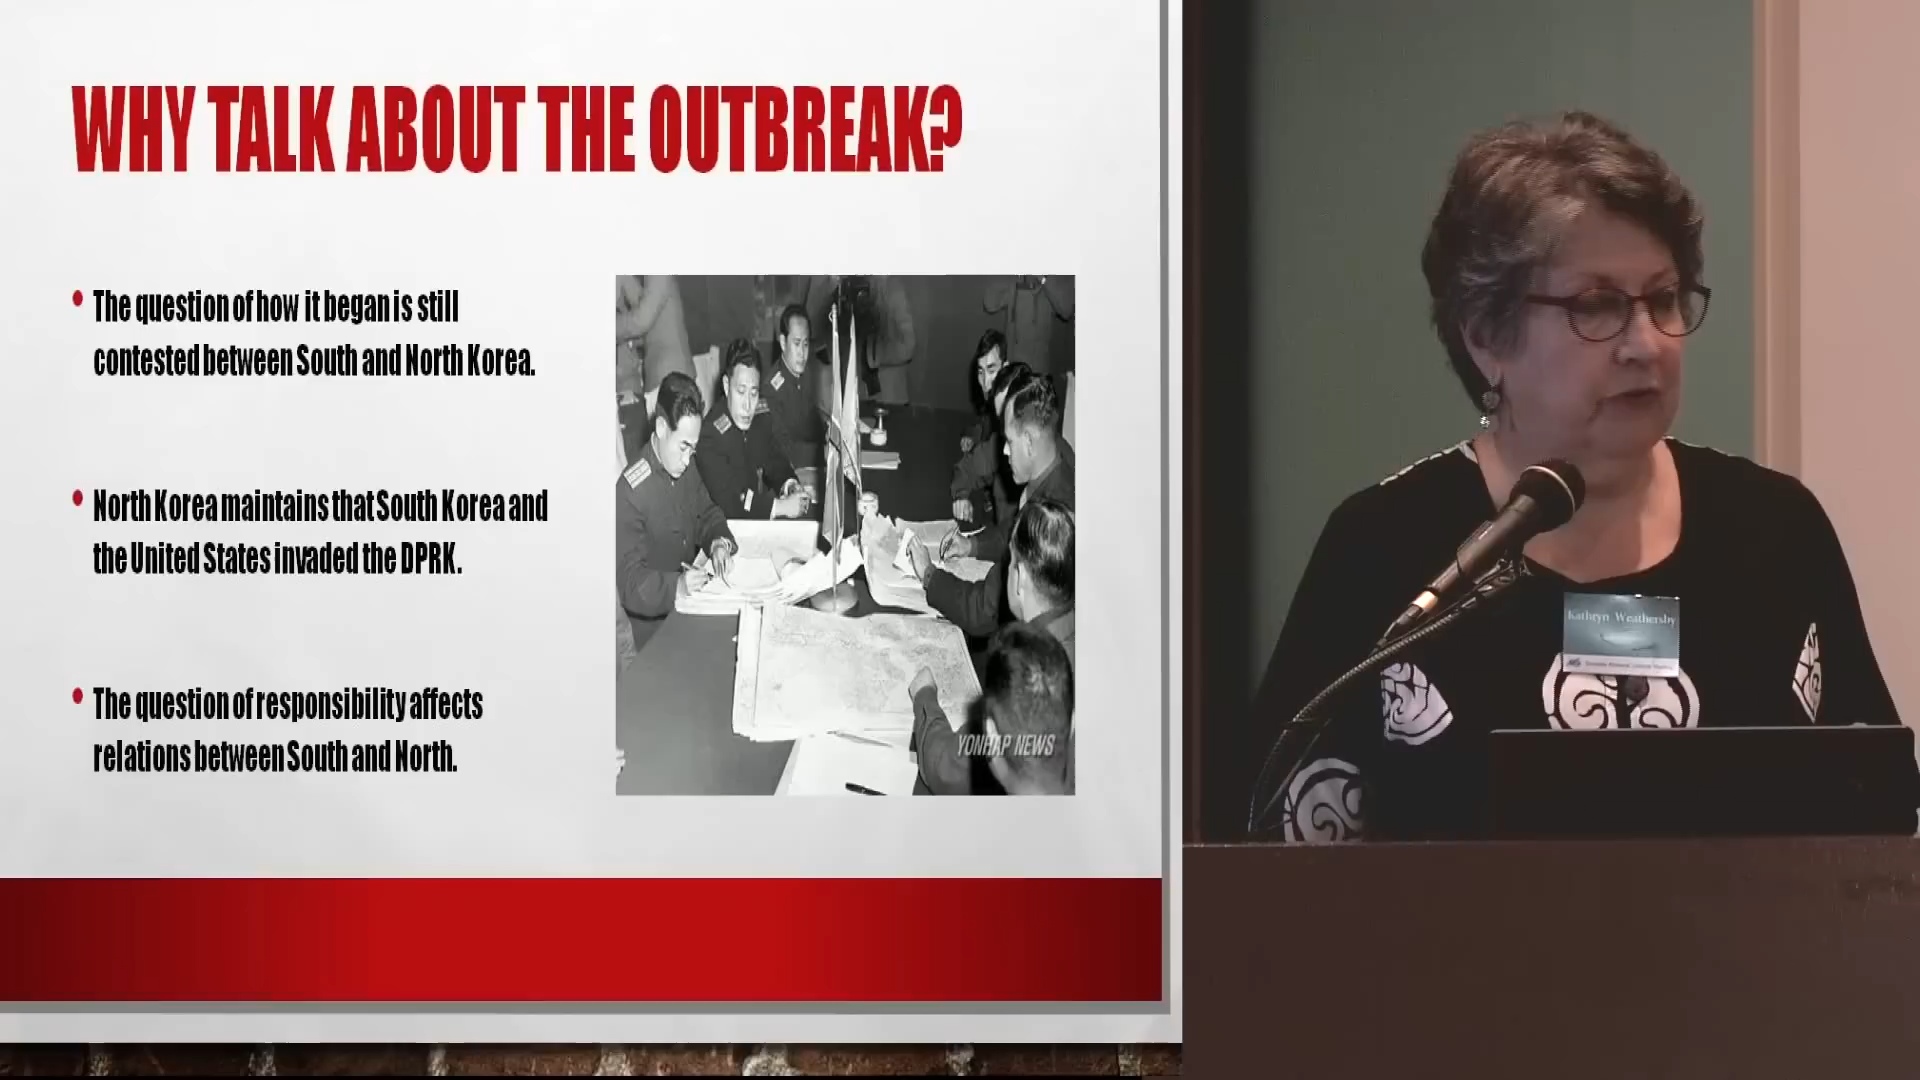 WHY TALK ABOUT THE OUTBREAK?
• The question of how it began is still
contested between South and North Korea.
• North Korea maintains that South Korea and
the United States invaded the DPRK.
• The question of responsibility affects
relations between South and North.
YONHAP NEWS
Kathryn Weathersby